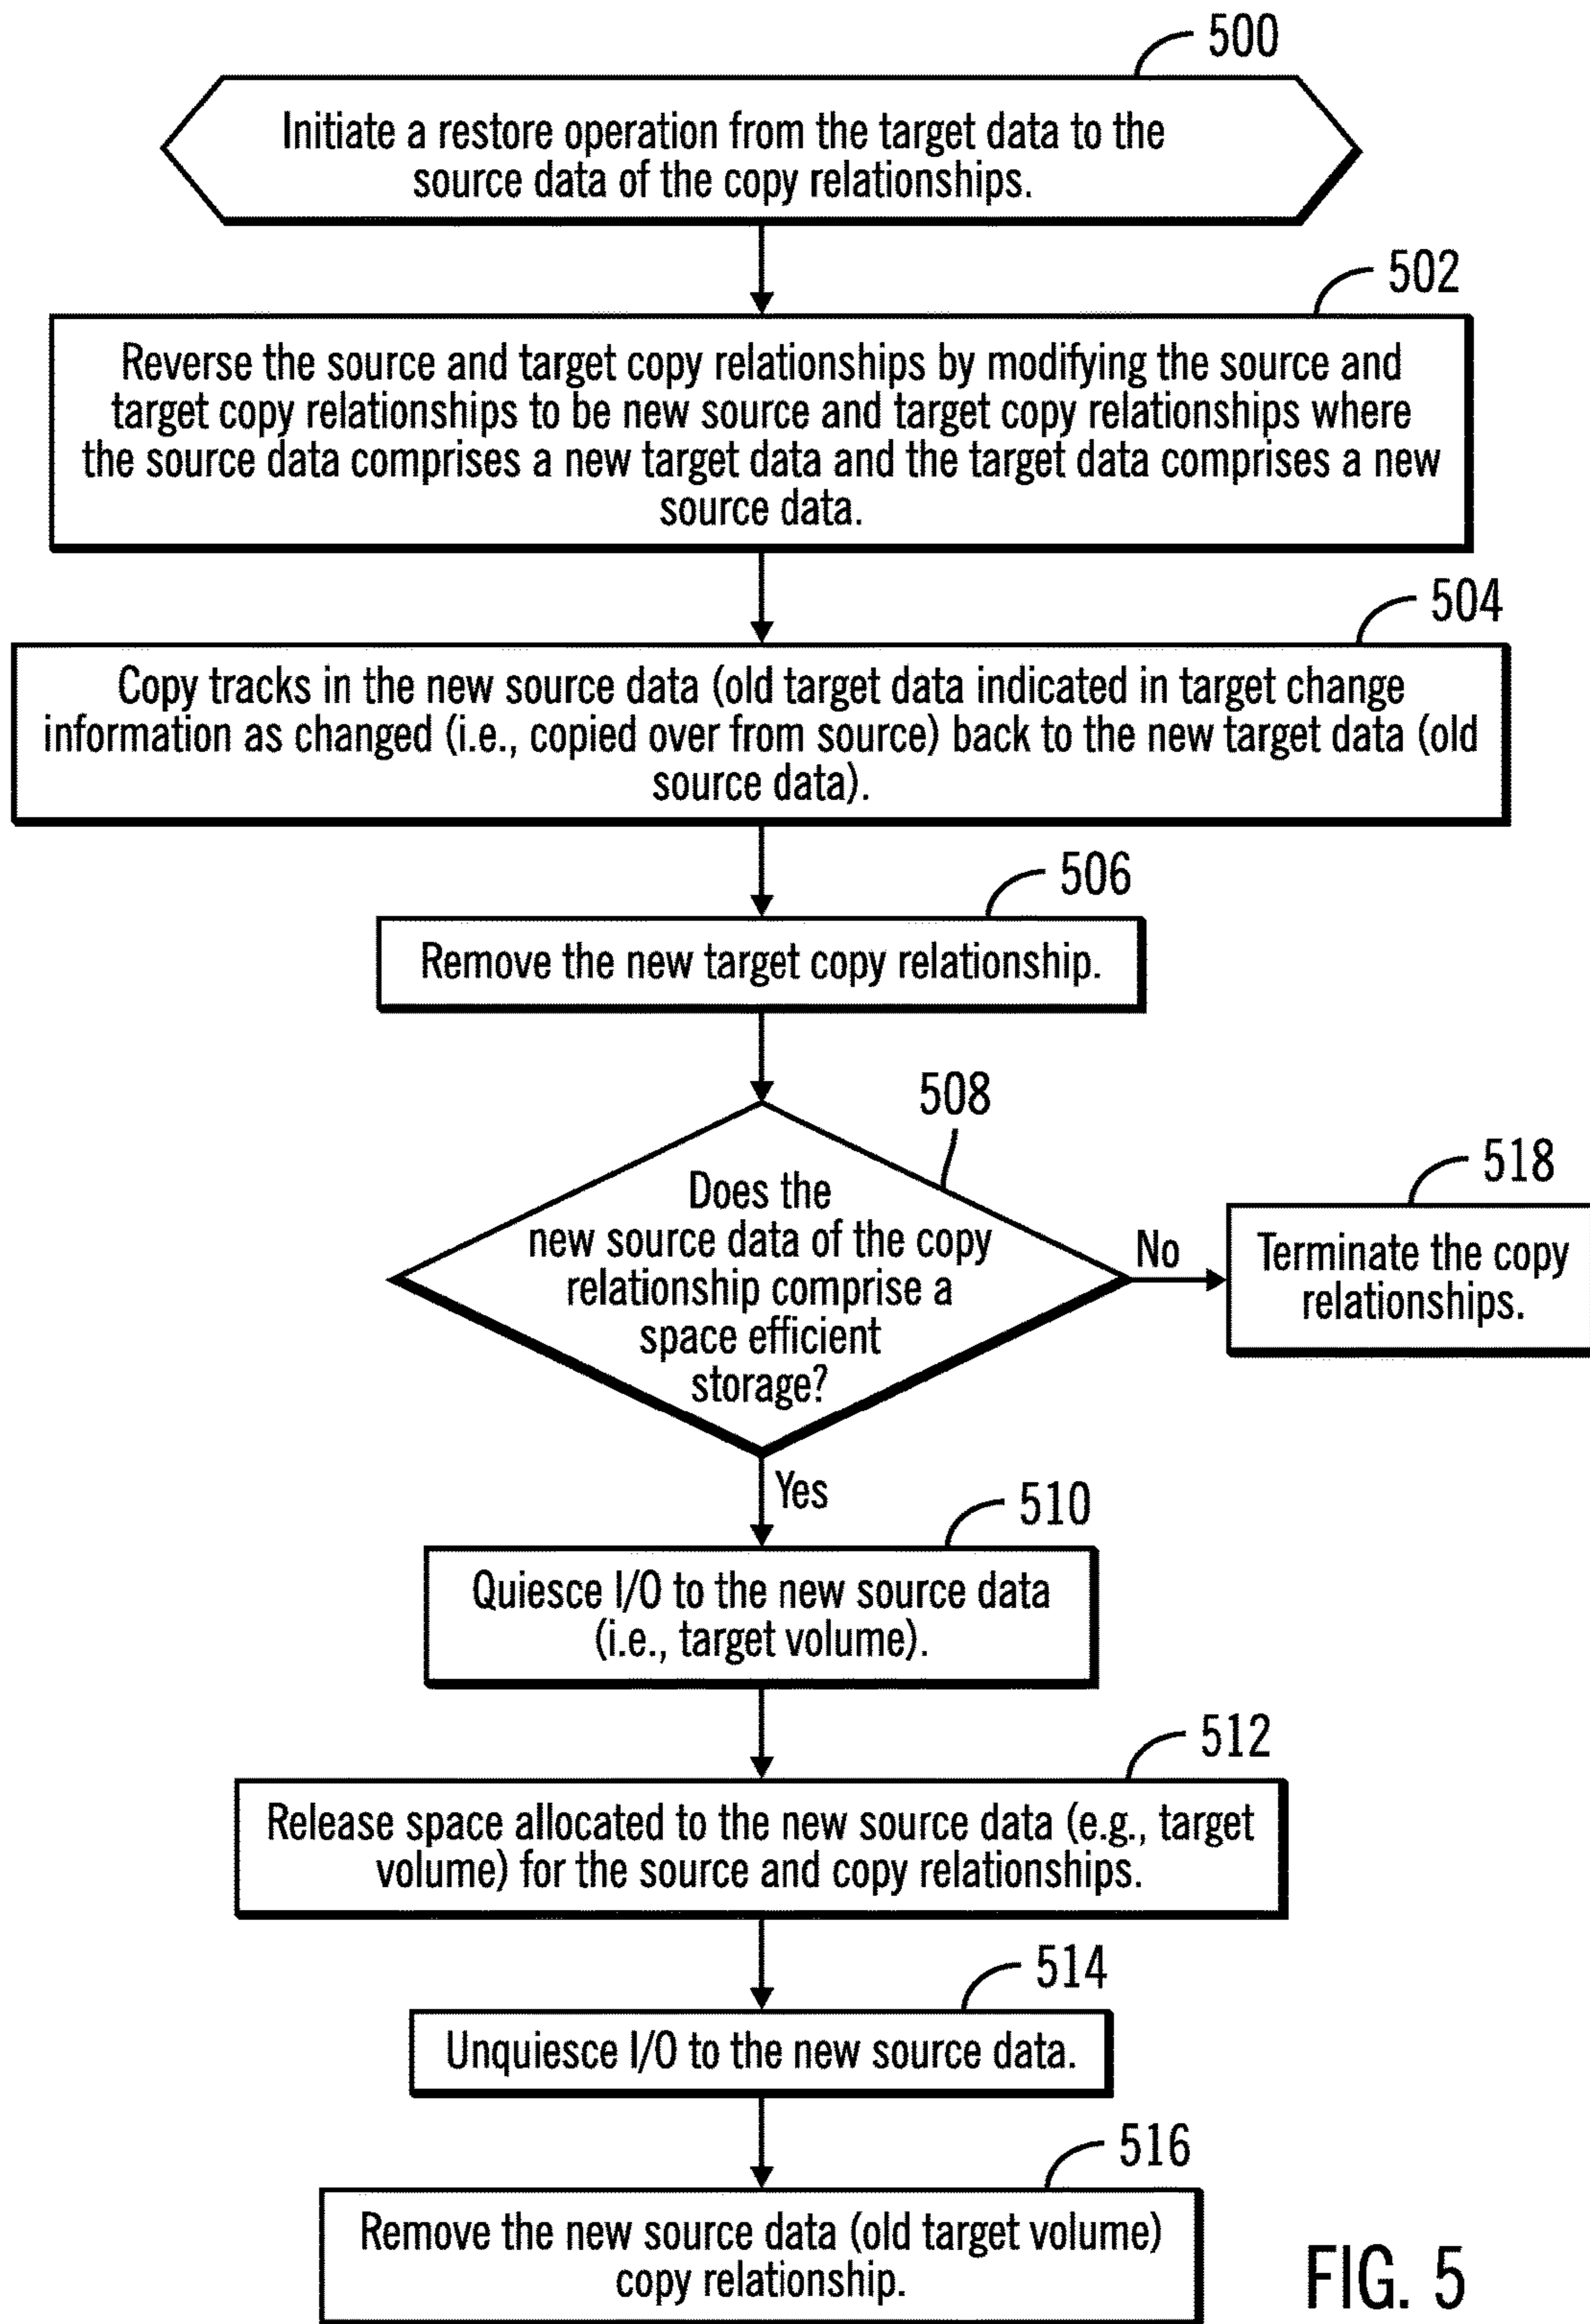 500
Initiate a restore operation from the target data to the
source data of the copy relationships.
502
Reverse the source and target copy relationships by modifying the source and
target copy relationships to be new source and target copy relationships where
the source data comprises a new target data and the target data comprises a new
source data.
504
Copy tracks in the new source data (old target data indicated in target change
information as changed (i.e., copied over from source) back to the new target data (old
source data).
506
Remove the new target copy relationship.
508
Does the
new source data of the copy
relationship comprise a
space efficient
storage?
No
518
Terminate the copy
relationships.
Yes
510
Quiesce I/O to the new source data
(i.e., target volume).
512
Release space allocated to the new source data (e.g., target
volume) for the source and copy relationships.
514
Unquiesce I/O to the new source data.
516
Remove the new source data (old target volume)
copy relationship.
FIG. 5